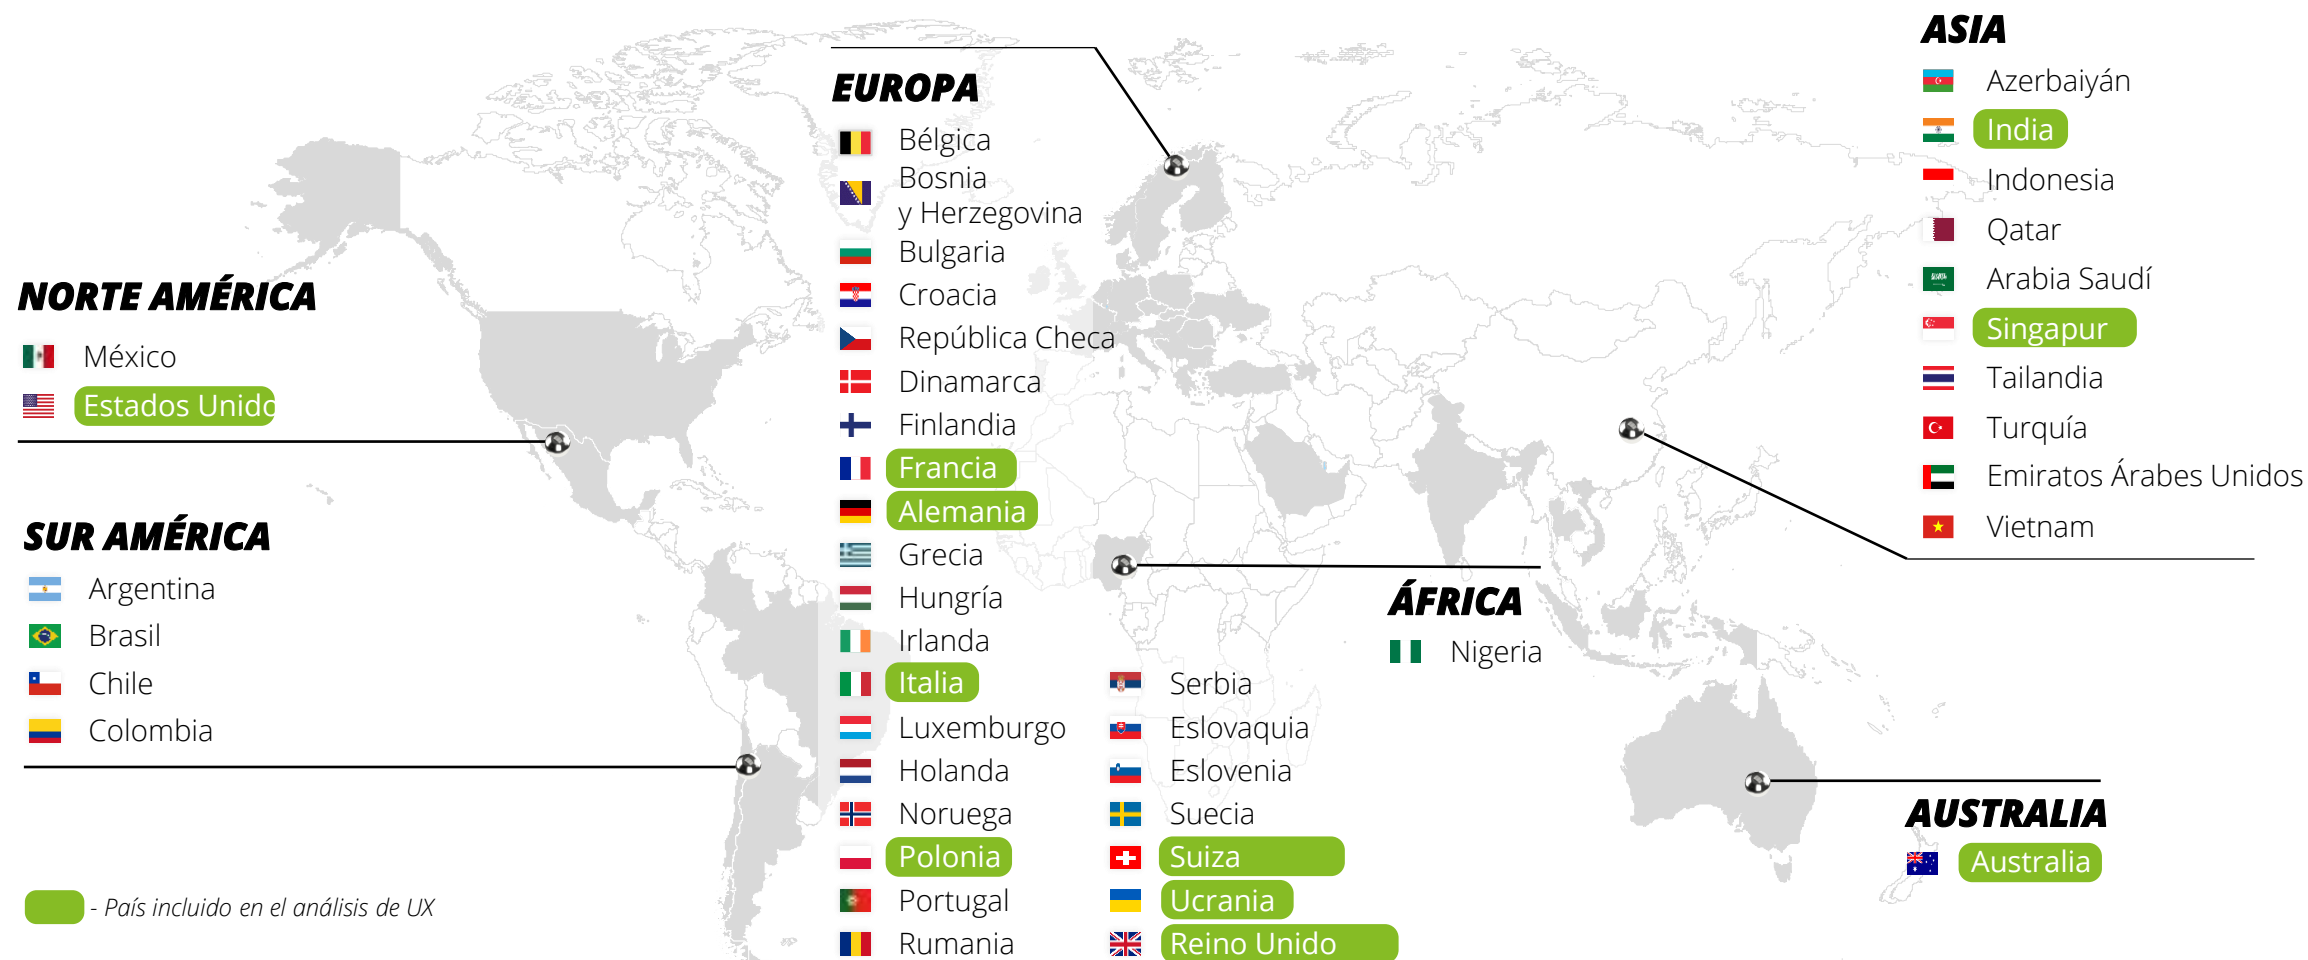 NORTE AMÉRICA
México
Estados Unido
SUR AMÉRICA
Argentina
Brasil
Chile
Colombia
- País incluido en el análisis de UX
EUROPA
Bélgica
Bosnia
y Herzegovina
Bulgaria
Croacia
República Checa
Dinamarca
Finlandia
Francia
Alemania
Grecia
Hungría
Irlanda
Italia
Luxemburgo
Holanda
Noruega
Polonia
Portugal
Rumania
Serbia
Eslovaquia
Eslovenia
Suecia
Suiza
Ucrania
Reino Unido
ÁFRICA
Nigeria
ASIA
Azerbaiyán
India
Indonesia
Qatar
Arabia Saudí
Singapur
Tailandia
Turquía
Emiratos Árabes Unidos
Vietnam
AUSTRALIA
Australia